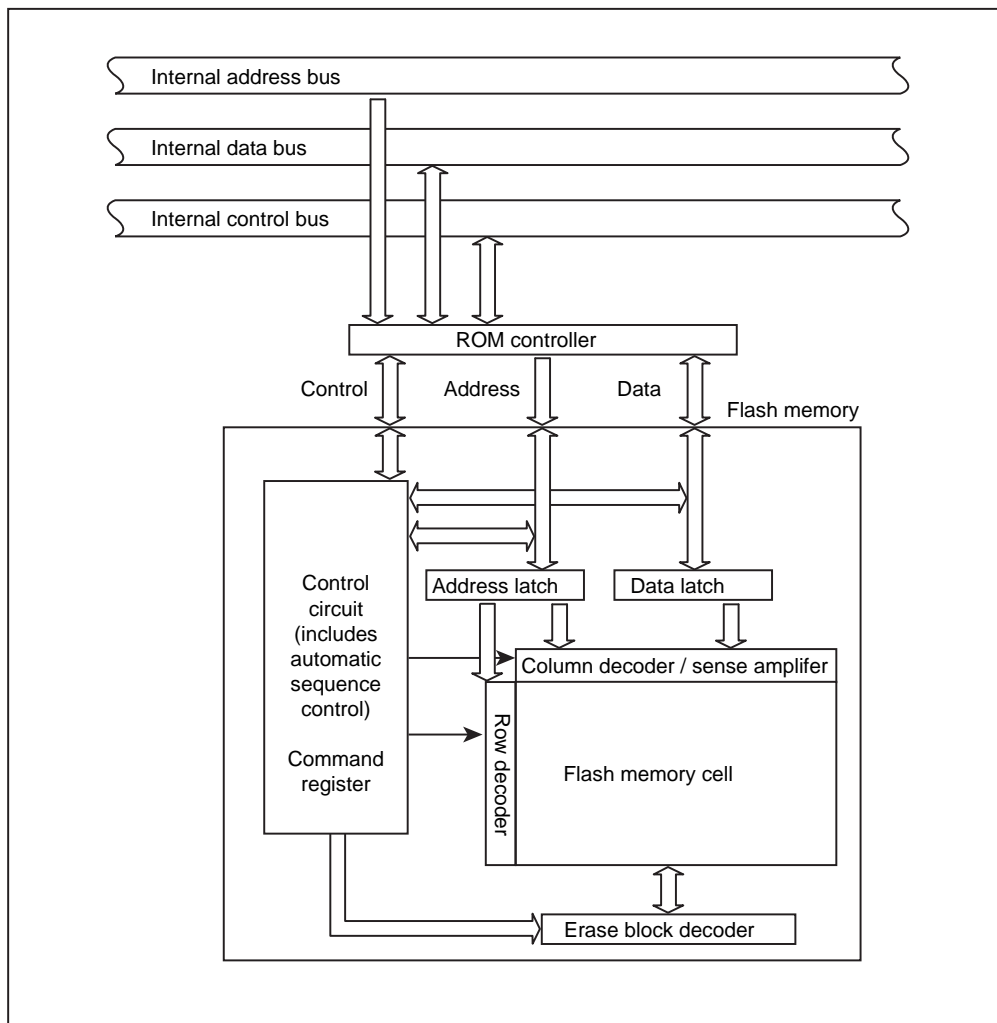 Internal address bus
Internal data bus
Internal control bus
ROM controller
Control
Address
Data
Flash memory
Control
circuit
(includes
automatic
sequence
control)
Command
register
Address latch
Data latch
Column decoder / sense amplifer
Row decoder
Flash memory cell
Erase block decoder